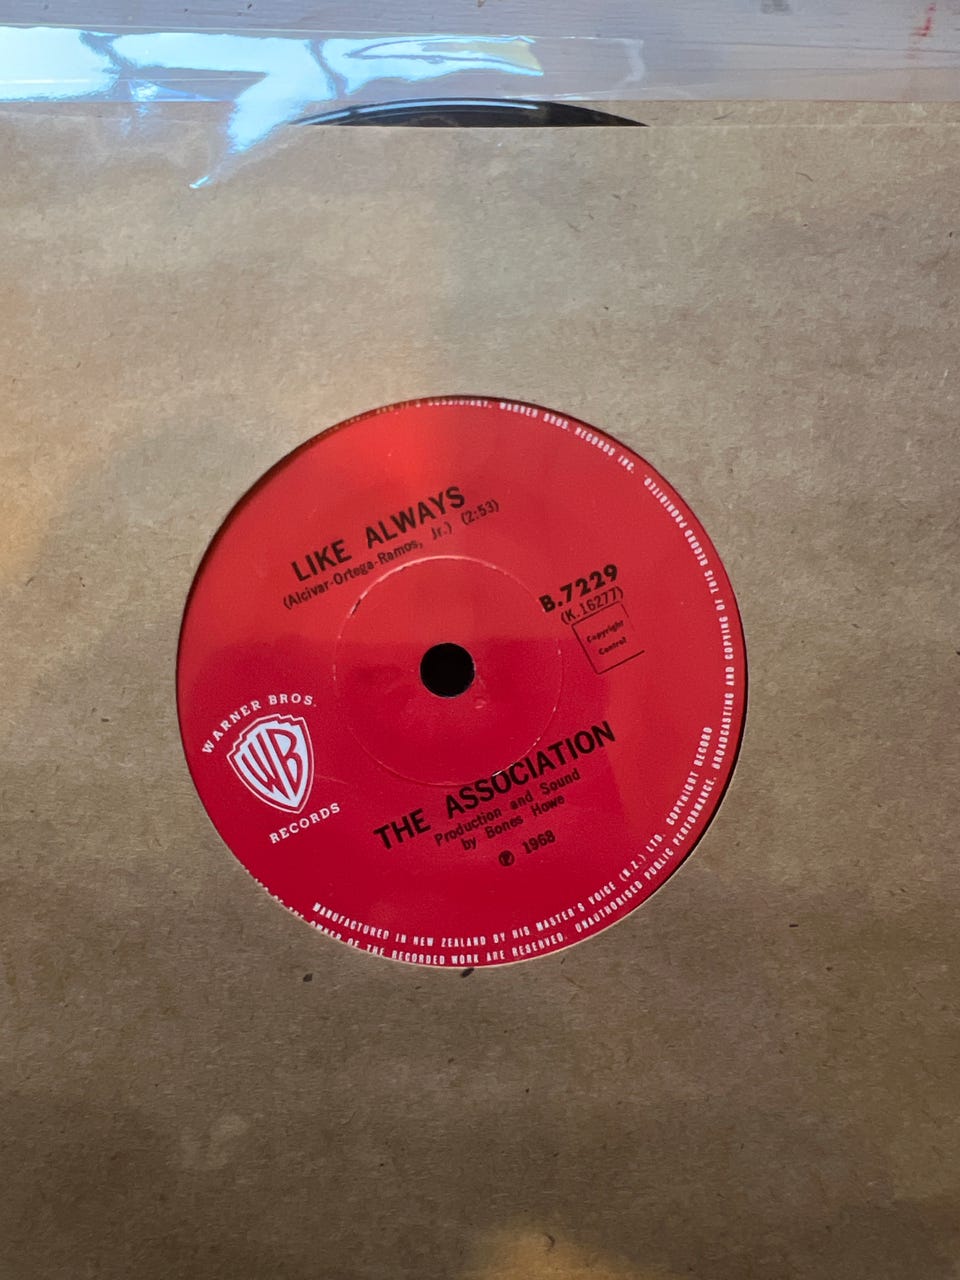 LIKE ALWAYS
(Alcivar-Ortega-Ramos, Jr.) (2:53)
B.7229
(K.16277)
Copyright
Control
WARNER BROS.
WB
RECORDS
THE ASSOCIATION
Production and Sound
by Bones Howe
℗ 1968
MANUFACTURED IN NEW ZEALAND BY HIS MASTER'S VOICE (N.Z.) LTD. COPYRIGHT RECORD
WARNER BROS. RECORDS INC.
OWNER OF THE RECORDED WORK ARE RESERVED. UNAUTHORISED PUBLIC PERFORMANCE, BROADCASTING AND COPYING OF THIS RECORD PROHIBITED.